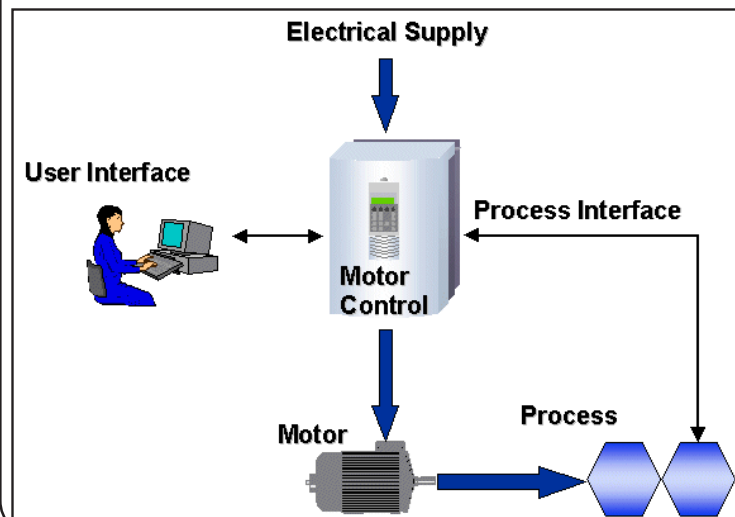 Electrical Supply
User Interface
Process Interface
Motor
Control
Process
Motor